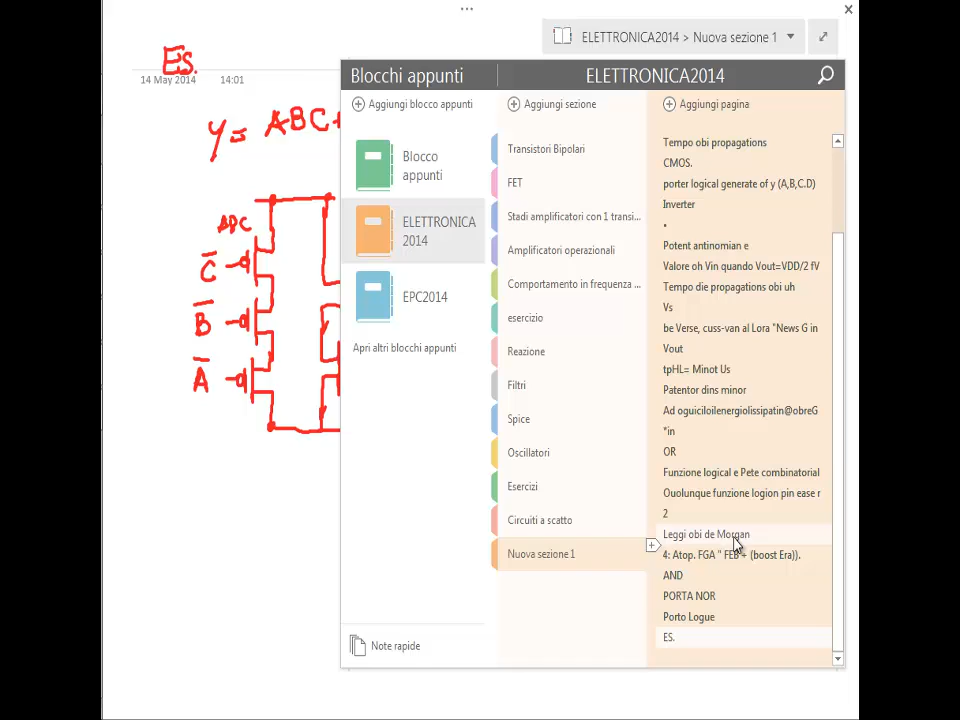 ELETTRONICA2014 > Nuova sezione 1
Es.
14 May 2014 14:01
Y = ABC+
ABC
C̅
B̅
A̅
Blocchi appunti
ELETTRONICA2014
Aggiungi blocco appunti
Blocco
appunti
ELETTRONICA
2014
EPC2014
Apri altri blocchi appunti
Note rapide
Aggiungi sezione
Transistori Bipolari
FET
Stadi amplificatori con 1 transi...
Amplificatori operazionali
Comportamento in frequenza ...
esercizio
Reazione
Filtri
Spice
Oscillatori
Esercizi
Circuiti a scatto
Nuova sezione 1
Aggiungi pagina
Tempo obi propagations
CMOS.
porter logical generate of y (A,B,C.D)
Inverter
•
Potent antinomian e
Valore oh Vin quando Vout=VDD/2 fV
Tempo die propagations obi uh
Vs
be Verse, cuss-van al Lora "News G in
Vout
tpHL= Minot Us
Patentor dins minor
Ad oguiciloilenergiolissipatin@obreG
*in
OR
Funzione logical e Pete combinatorial
Ouolunque funzione logion pin ease r
2
Leggi obi de Morgan
4: Atop. FGA " FEB + (boost Era)).
AND
PORTA NOR
Porto Logue
ES.